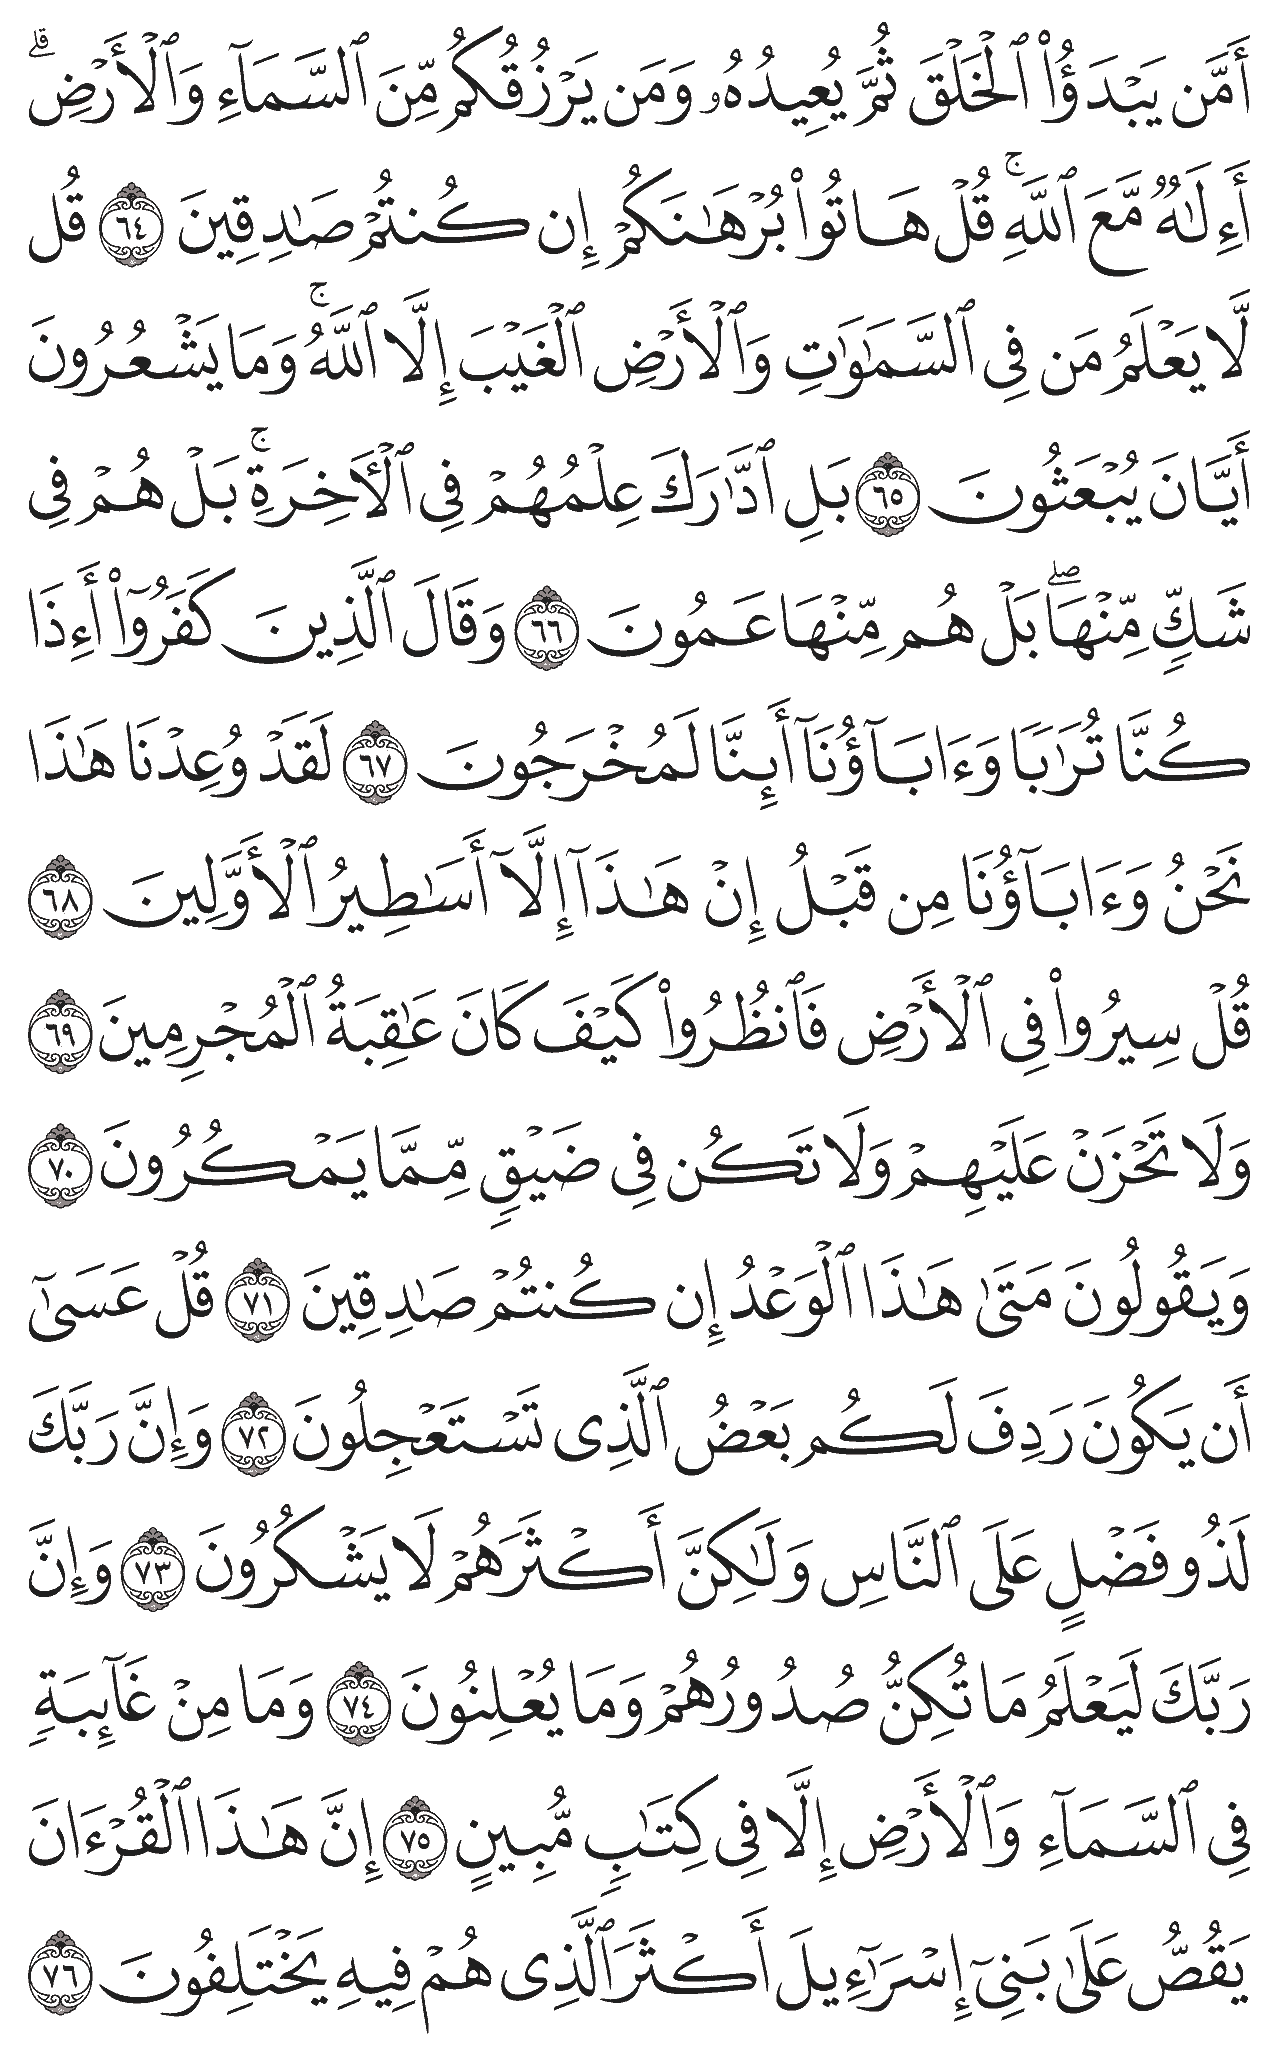 أَمَّن يَبْدَؤُا۟ ٱلْخَلْقَ ثُمَّ يُعِيدُهُۥ وَمَن يَرْزُقُكُم مِّنَ ٱلسَّمَآءِ وَٱلْأَرْضِ ۗ
أَءِلَٰهٌ مَّعَ ٱللَّهِ ۚ قُلْ هَاتُوا۟ بُرْهَٰنَكُمْ إِن كُنتُمْ صَٰدِقِينَ ٦٤ قُل
لَّا يَعْلَمُ مَن فِى ٱلسَّمَٰوَٰتِ وَٱلْأَرْضِ ٱلْغَيْبَ إِلَّا ٱللَّهُ ۚ وَمَا يَشْعُرُونَ
أَيَّانَ يُبْعَثُونَ ٦٥ بَلِ ٱدَّٰرَكَ عِلْمُهُمْ فِى ٱلْـَٔاخِرَةِ ۚ بَلْ هُمْ فِى
شَكٍّ مِّنْهَا ۖ بَلْ هُم مِّنْهَا عَمُونَ ٦٦ وَقَالَ ٱلَّذِينَ كَفَرُوٓا۟ أَءِذَا
كُنَّا تُرَٰبًا وَءَابَآؤُنَآ أَئِنَّا لَمُخْرَجُونَ ٦٧ لَقَدْ وُعِدْنَا هَٰذَا
نَحْنُ وَءَابَآؤُنَا مِن قَبْلُ إِنْ هَٰذَآ إِلَّآ أَسَٰطِيرُ ٱلْأَوَّلِينَ ٦٨
قُلْ سِيرُوا۟ فِى ٱلْأَرْضِ فَٱنظُرُوا۟ كَيْفَ كَانَ عَٰقِبَةُ ٱلْمُجْرِمِينَ ٦٩
وَلَا تَحْزَنْ عَلَيْهِمْ وَلَا تَكُن فِى ضَيْقٍ مِّمَّا يَمْكُرُونَ ٧٠
وَيَقُولُونَ مَتَىٰ هَٰذَا ٱلْوَعْدُ إِن كُنتُمْ صَٰدِقِينَ ٧١ قُلْ عَسَىٰٓ
أَن يَكُونَ رَدِفَ لَكُم بَعْضُ ٱلَّذِى تَسْتَعْجِلُونَ ٧٢ وَإِنَّ رَبَّكَ
لَذُو فَضْلٍ عَلَى ٱلنَّاسِ وَلَٰكِنَّ أَكْثَرَهُمْ لَا يَشْكُرُونَ ٧٣ وَإِنَّ
رَبَّكَ لَيَعْلَمُ مَا تُكِنُّ صُدُورُهُمْ وَمَا يُعْلِنُونَ ٧٤ وَمَا مِنْ غَآئِبَةٍ
فِى ٱلسَّمَآءِ وَٱلْأَرْضِ إِلَّا فِى كِتَٰبٍ مُّبِينٍ ٧٥ إِنَّ هَٰذَا ٱلْقُرْءَانَ
يَقُصُّ عَلَىٰ بَنِىٓ إِسْرَٰٓءِيلَ أَكْثَرَ ٱلَّذِى هُمْ فِيهِ يَخْتَلِفُونَ ٧٦